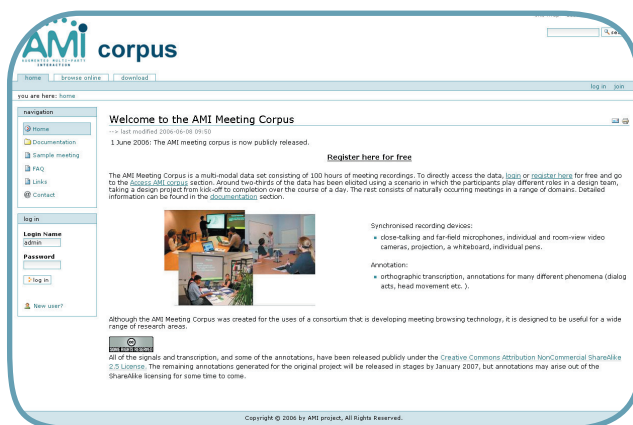 AMI corpus
AUGMENTED MULTI-PARTY
INTERACTION
home browse online download
log in join
you are here: home
navigation
Home
Documentation
Sample meeting
FAQ
Links
Contact
log in
Login Name
admin
Password
log in
New user?
Welcome to the AMI Meeting Corpus
--> last modified 2006-06-08 09:50
1 June 2006: The AMI meeting corpus is now publicly released.
Register here for free
The AMI Meeting Corpus is a multi-modal data set consisting of 100 hours of meeting recordings. To directly access the data, login or register here for free and go
to the Access AMI corpus section. Around two-thirds of the data has been elicited using a scenario in which the participants play different roles in a design team,
taking a design project from kick-off to completion over the course of a day. The rest consists of naturally occurring meetings in a range of domains. Detailed
information can be found in the documentation section.
Synchronised recording devices:
close-talking and far-field microphones, individual and room-view video
cameras, projection, a whiteboard, individual pens.
Annotation:
orthographic transcription, annotations for many different phenomena (dialog
acts, head movement etc. ).
Although the AMI Meeting Corpus was created for the uses of a consortium that is developing meeting browsing technology, it is designed to be useful for a wide
range of research areas.
All of the signals and transcription, and some of the annotations, have been released publicly under the Creative Commons Attribution NonCommercial ShareAlike
2.5 License. The remaining annotations generated for the original project will be released in stages by January 2007, but annotations may arise out of the
ShareAlike licensing for some time to come.
Copyright © 2006 by AMI project, All Rights Reserved.